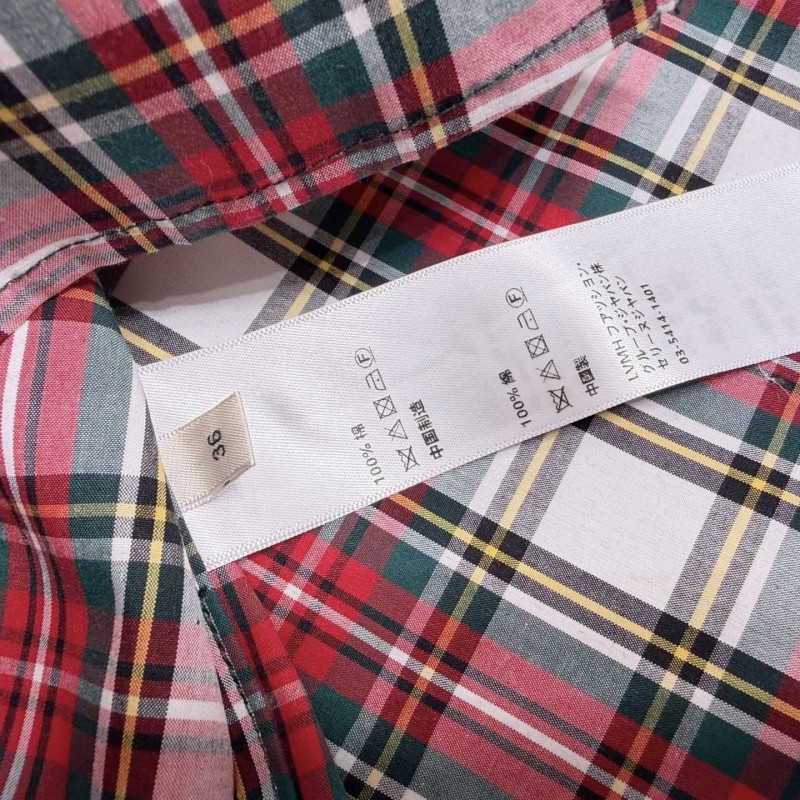 36
100% 棉
F
中国制造
100% 綿
F
中国製
LVMHファッション.
グループ.ジャパン株
セリーヌジャパン
03-5414-1401